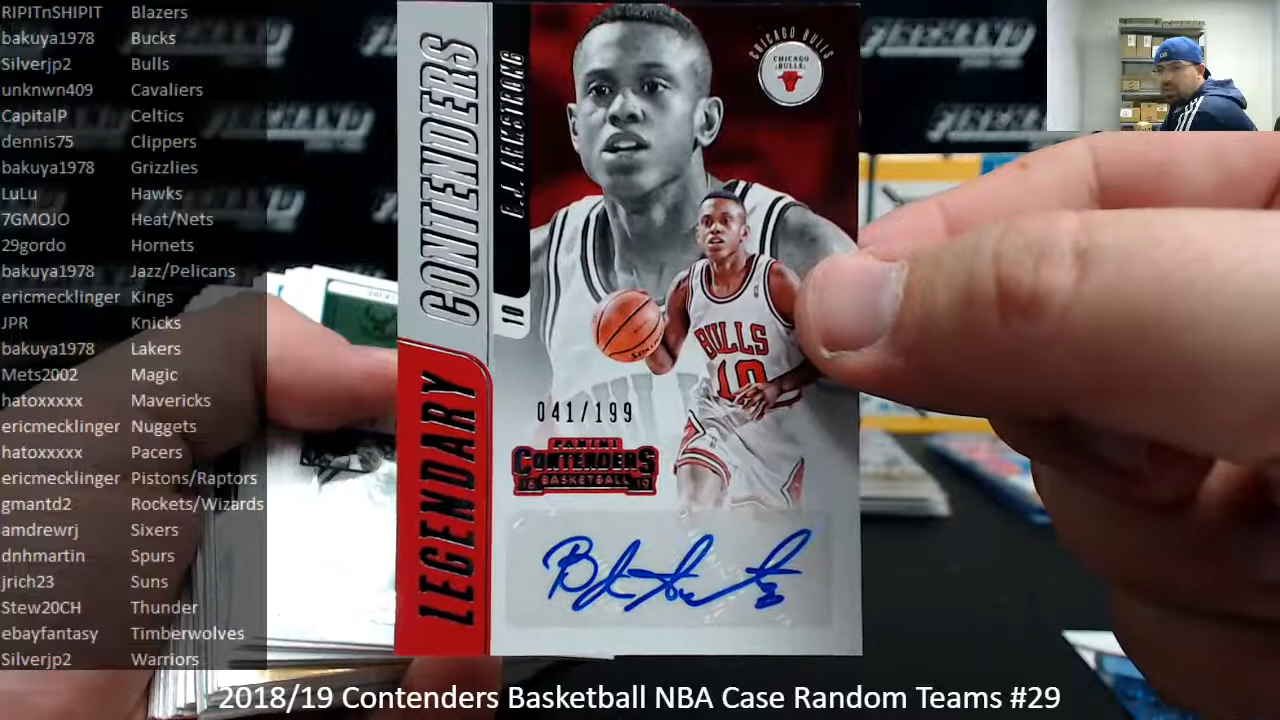 RIPITnSHIPIT Blazers
bakuya1978 Bucks
Silverjp2 Bulls
unknwn409 Cavaliers
CapitalP Celtics
dennis75 Clippers
bakuya1978 Grizzlies
LuLu Hawks
7GMOJO Heat/Nets
29gordo Hornets
bakuya1978 Jazz/Pelicans
ericmecklinger Kings
JPR Knicks
bakuya1978 Lakers
Mets2002 Magic
hatoxxxxx Mavericks
ericmecklinger Nuggets
hatoxxxxx Pacers
ericmecklinger Pistons/Raptors
gmantd2 Rockets/Wizards
amdrewrj Sixers
dnhmartin Spurs
jrich23 Suns
Stew20CH Thunder
ebayfantasy Timberwolves
Silverjp2 Warriors
LEGENDARY CONTENDERS
10 B.J. ARMSTRONG
CHICAGO BULLS
CHICAGO
BULLS
BULLS
10
041/199
PANINI
CONTENDERS
18 BASKETBALL 19
2018/19 Contenders Basketball NBA Case Random Teams #29